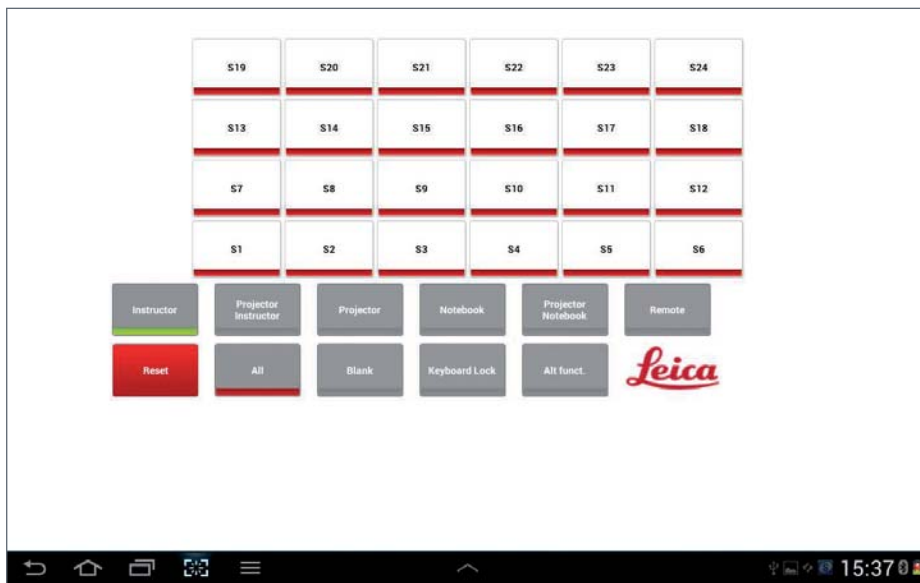 S19 S20 S21 S22 S23 S24
S13 S14 S15 S16 S17 S18
S7 S8 S9 S10 S11 S12
S1 S2 S3 S4 S5 S6
Instructor Projector Instructor Projector Notebook Projector Notebook Remote
Reset All Blank Keyboard Lock Alt funct. Leica
15:37